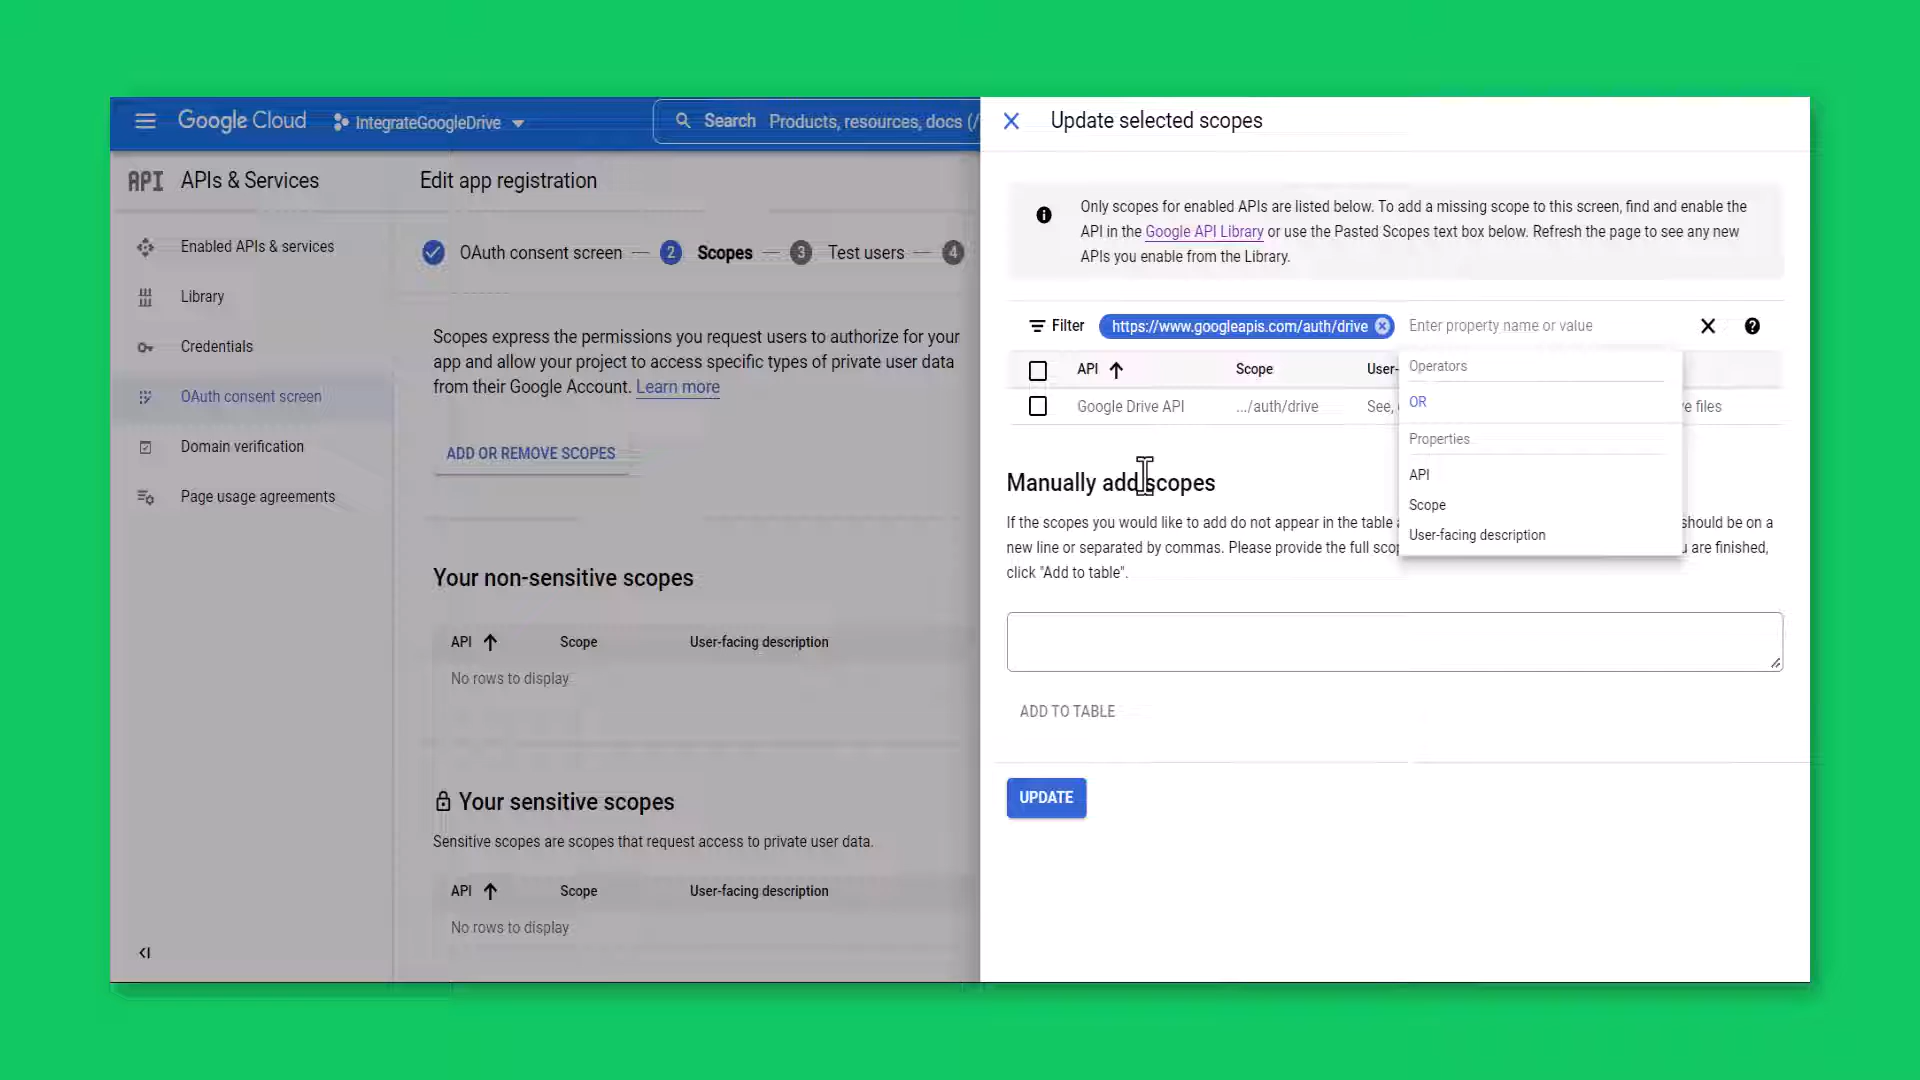 Google Cloud
IntegrateGoogleDrive
Search Products, resources, docs (/
API APIs & Services
Enabled APIs & services
Library
Credentials
OAuth consent screen
Domain verification
Page usage agreements
Edit app registration
OAuth consent screen — 2 Scopes — 3 Test users — 4
Scopes express the permissions you request users to authorize for your
app and allow your project to access specific types of private user data
from their Google Account. Learn more
ADD OR REMOVE SCOPES
Your non-sensitive scopes
API Scope User-facing description
No rows to display
Your sensitive scopes
Sensitive scopes are scopes that request access to private user data.
API Scope User-facing description
No rows to display
Update selected scopes
Only scopes for enabled APIs are listed below. To add a missing scope to this screen, find and enable the
API in the Google API Library or use the Pasted Scopes text box below. Refresh the page to see any new
APIs you enable from the Library.
Filter https://www.googleapis.com/auth/drive Enter property name or value
API Scope User-
Google Drive API .../auth/drive See, e files
Operators
OR
Properties
API
Scope
User-facing description
Manually add scopes
If the scopes you would like to add do not appear in the table should be on a
new line or separated by commas. Please provide the full are finished,
click "Add to table".
ADD TO TABLE
UPDATE